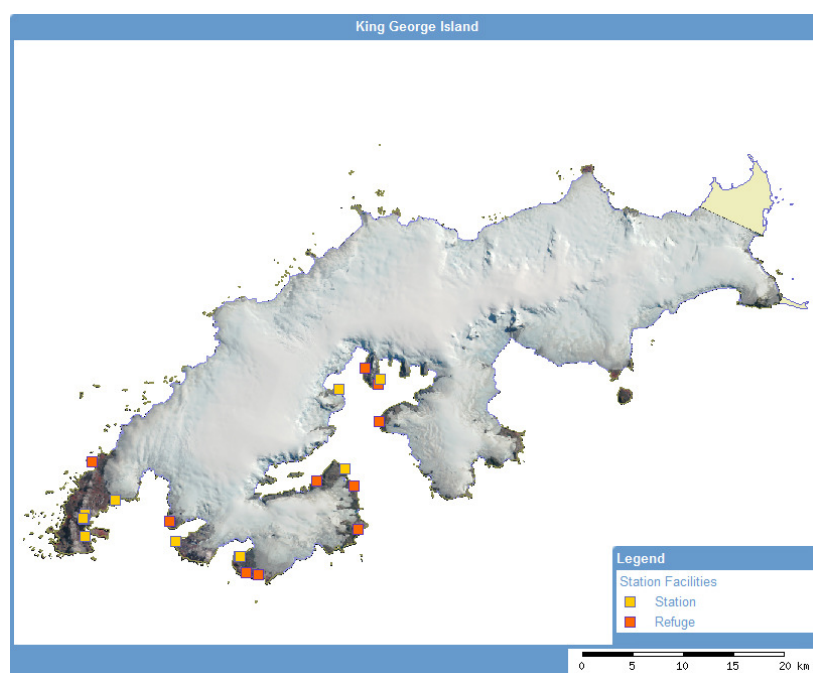 King George Island
Legend
Station Facilities
Station
Refuge
0 5 10 15 20 km